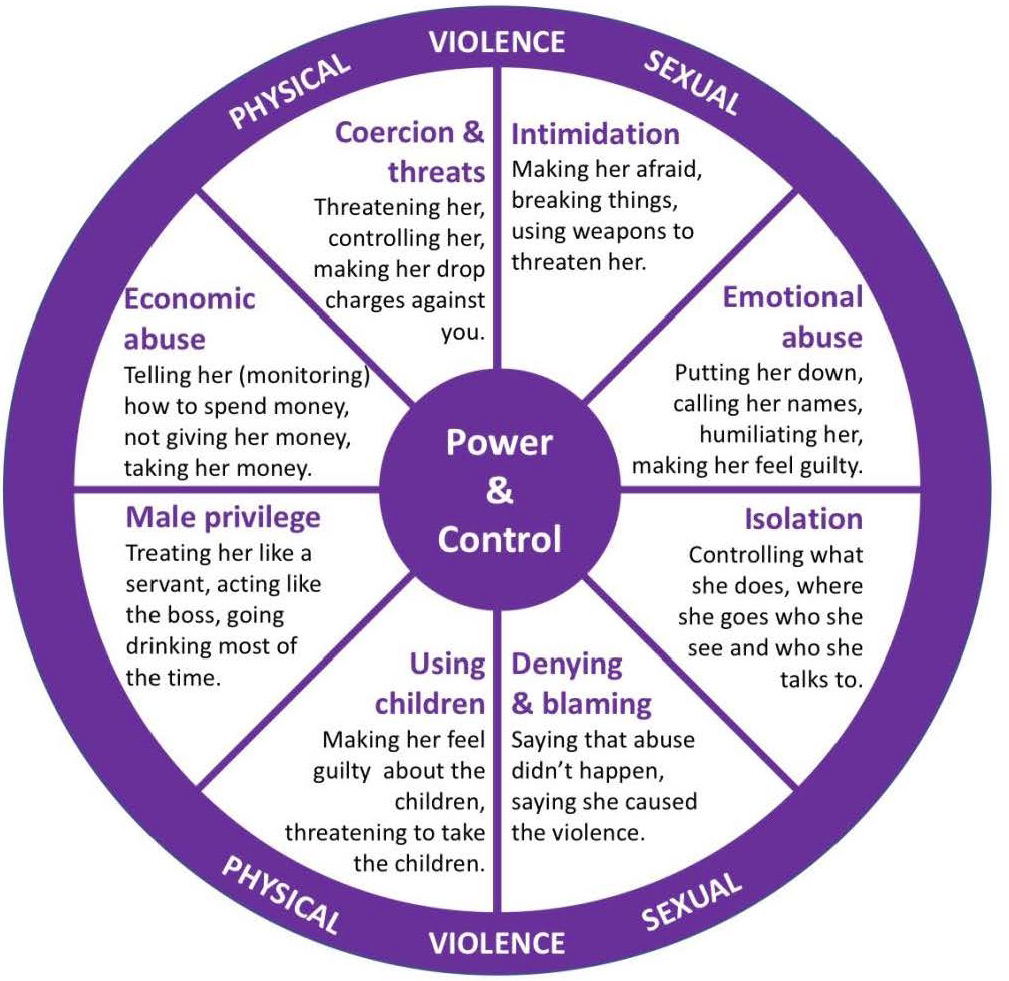 PHYSICAL
VIOLENCE
SEXUAL
Coercion &
threats
Threatening her,
controlling her,
making her drop
charges against
you.
Intimidation
Making her afraid,
breaking things,
using weapons to
threaten her.
Economic
abuse
Telling her (monitoring)
how to spend money,
not giving her money,
taking her money.
Emotional
abuse
Putting her down,
calling her names,
humiliating her,
making her feel guilty.
Power
&
Control
Male privilege
Treating her like a
servant, acting like
the boss, going
drinking most of
the time.
Isolation
Controlling what
she does, where
she goes who she
see and who she
talks to.
Using
children
Making her feel
guilty about the
children,
threatening to take
the children.
Denying
& blaming
Saying that abuse
didn’t happen,
saying she caused
the violence.
PHYSICAL
VIOLENCE
SEXUAL